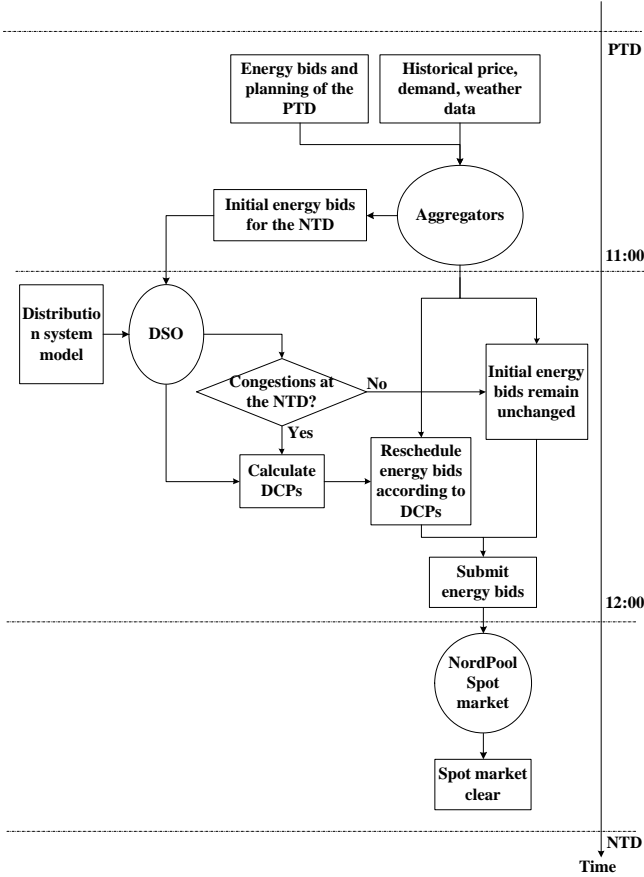 PTD
Energy bids and
planning of the
PTD
Historical price,
demand, weather
data
Aggregators
Initial energy bids
for the NTD
11:00
Distributio
n system
model
DSO
Congestions at
the NTD?
No
Initial energy
bids remain
unchanged
Yes
Calculate
DCPs
Reschedule
energy bids
according to
DCPs
Submit
energy bids
12:00
NordPool
Spot
market
Spot market
clear
NTD
Time